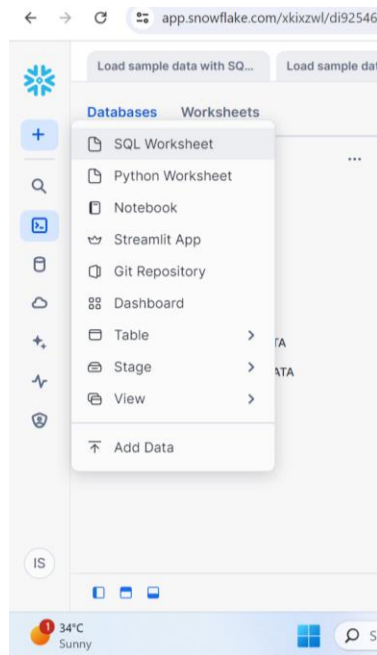 app.snowflake.com/xkixzwl/di92546
Load sample data with SQ... Load sample dat
Databases Worksheets
+
SQL Worksheet
...
Python Worksheet
Notebook
Streamlit App
Git Repository
Dashboard
Table
TA
Stage
ATA
View
Add Data
IS
1
34°C
Sunny
S